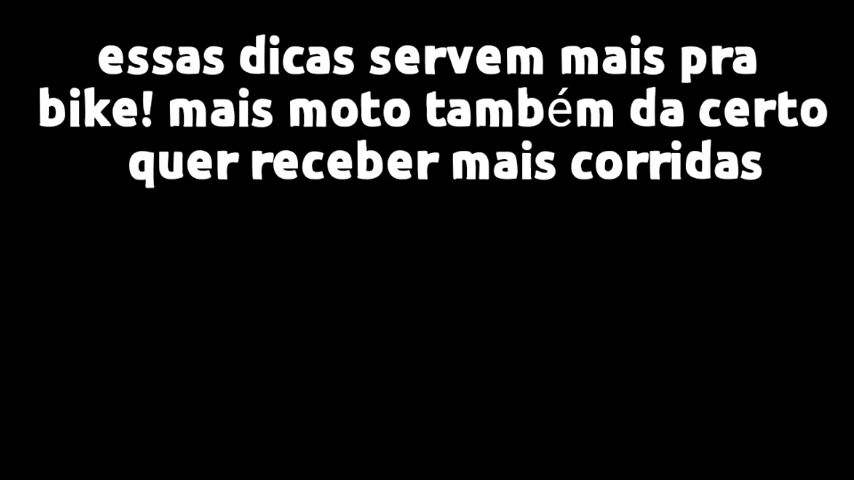 essas dicas servem mais pra
bike! mais moto também da certo
quer receber mais corridas